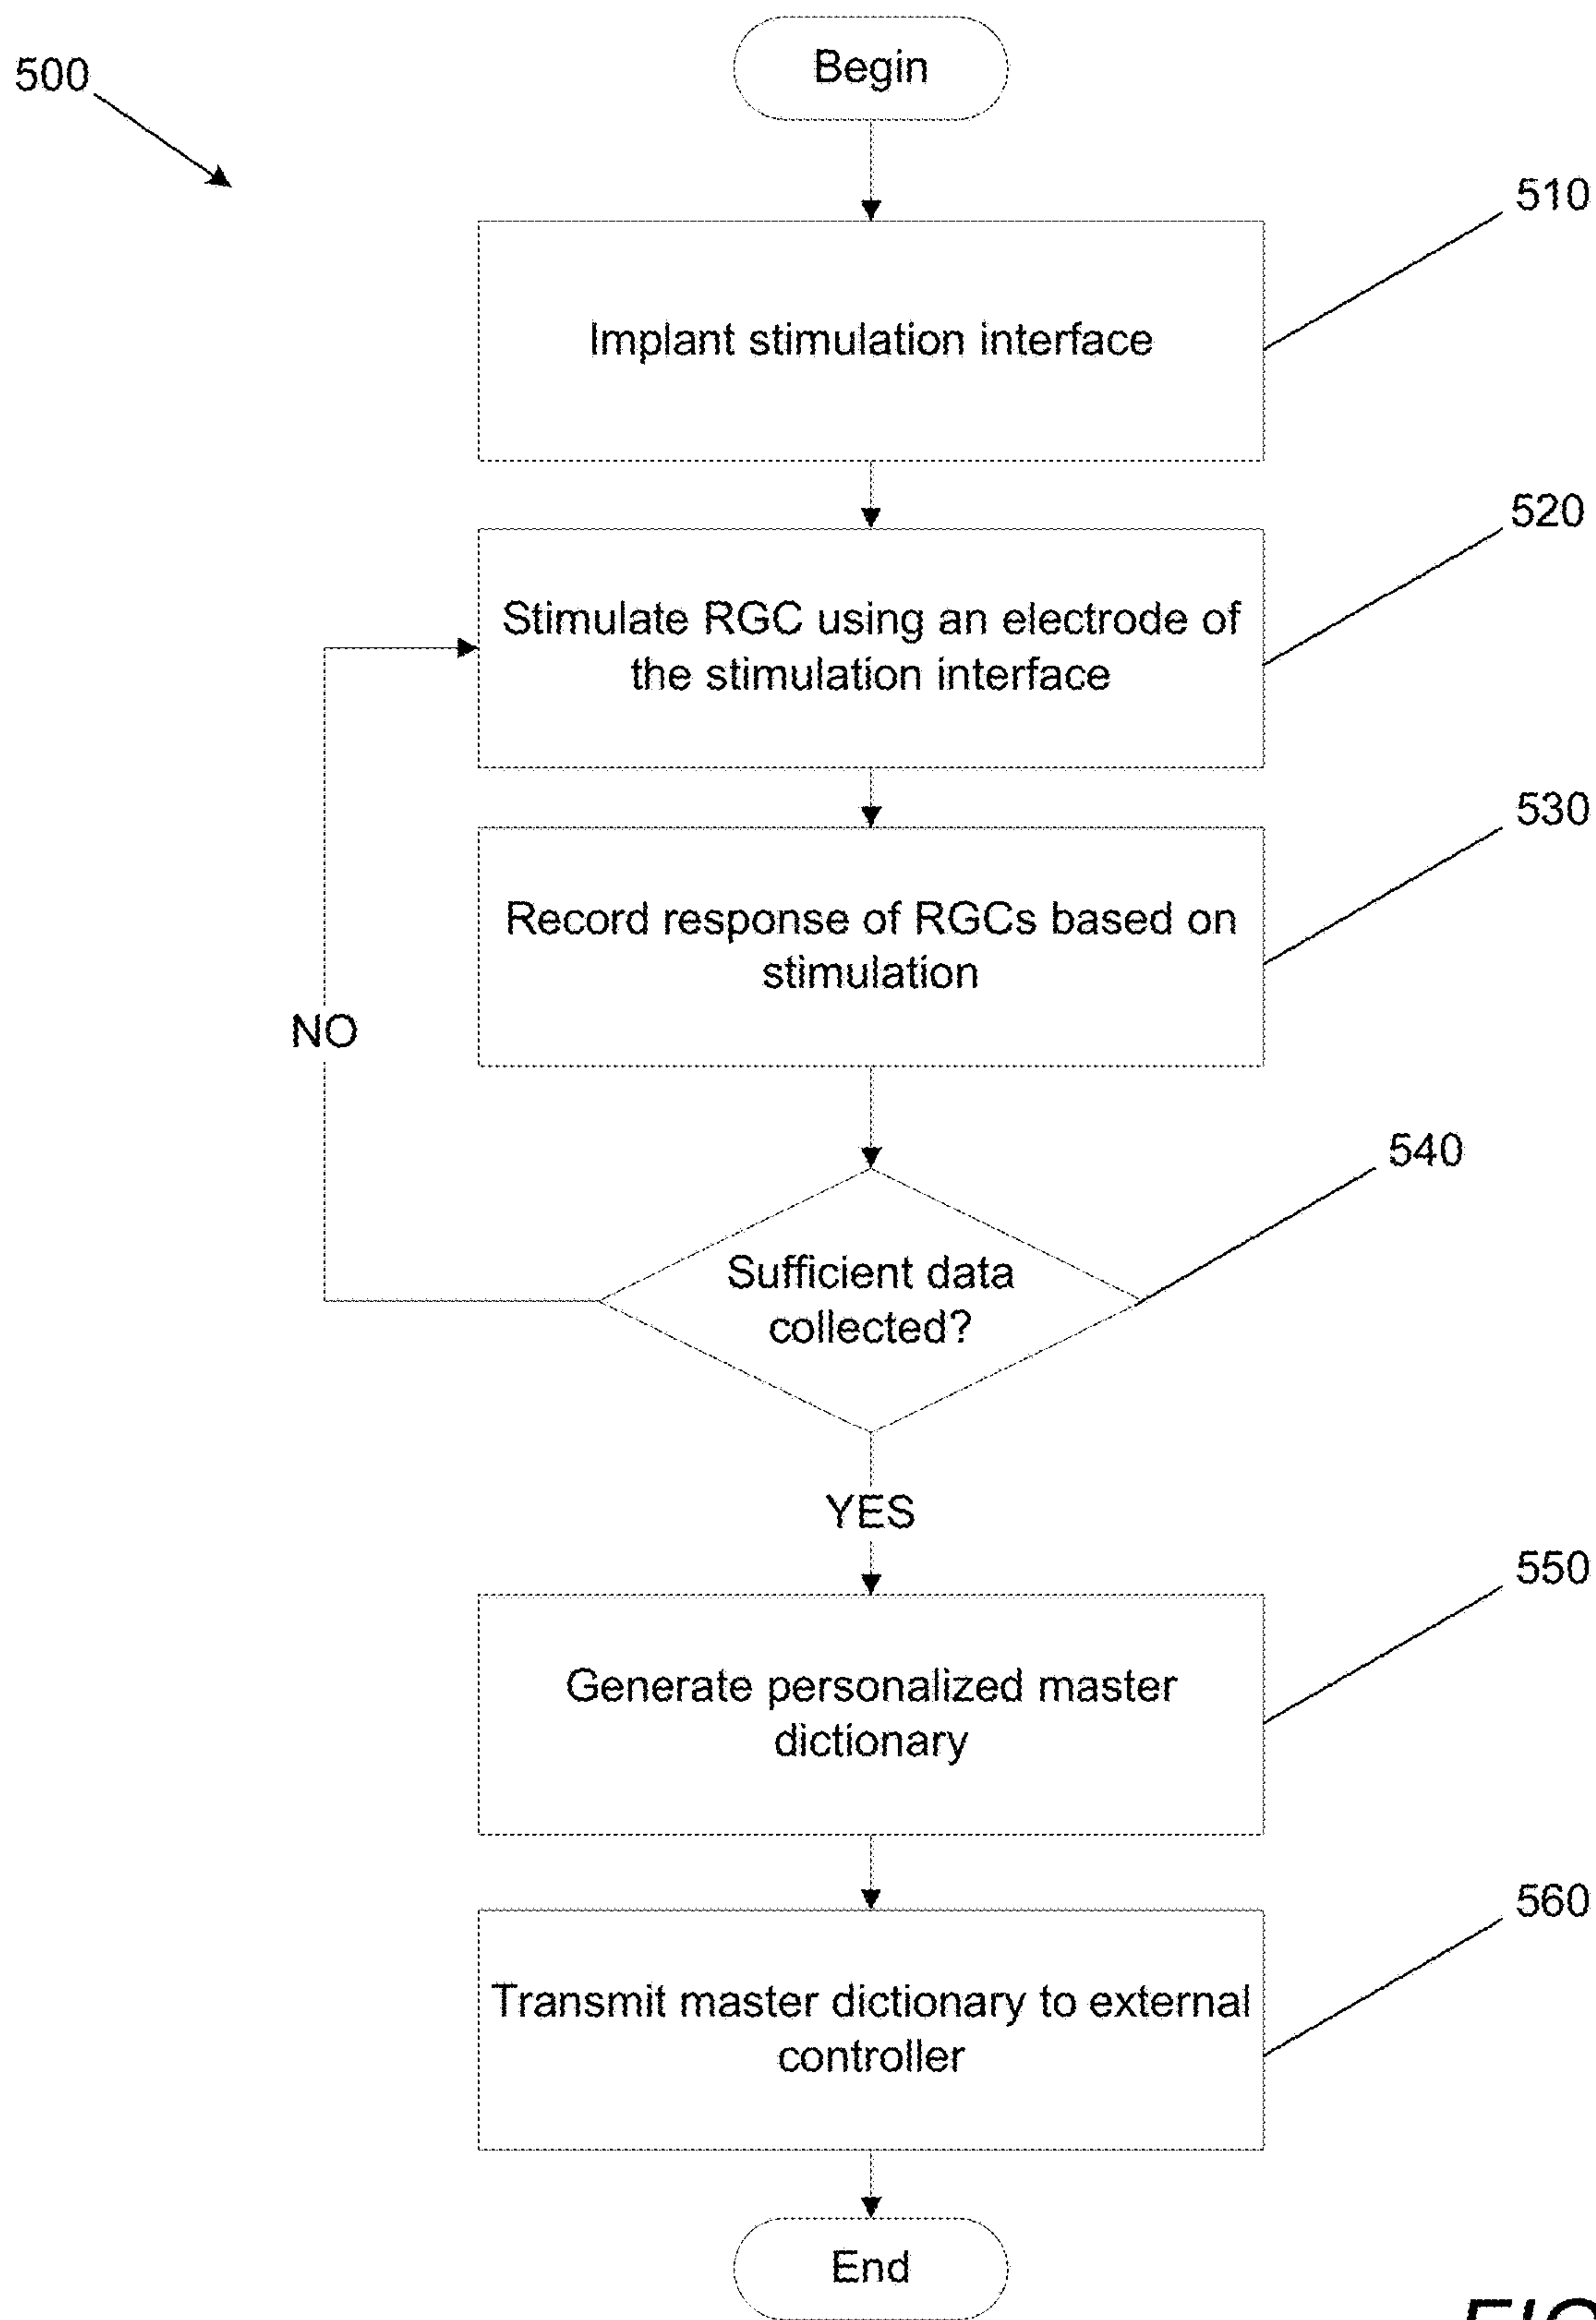 Begin
500
510
Implant stimulation interface
520
Stimulate RGC using an electrode of
the stimulation interface
530
Record response of RGCs based on
stimulation
NO
540
Sufficient data
collected?
YES
550
Generate personalized master
dictionary
560
Transmit master dictionary to external
controller
End